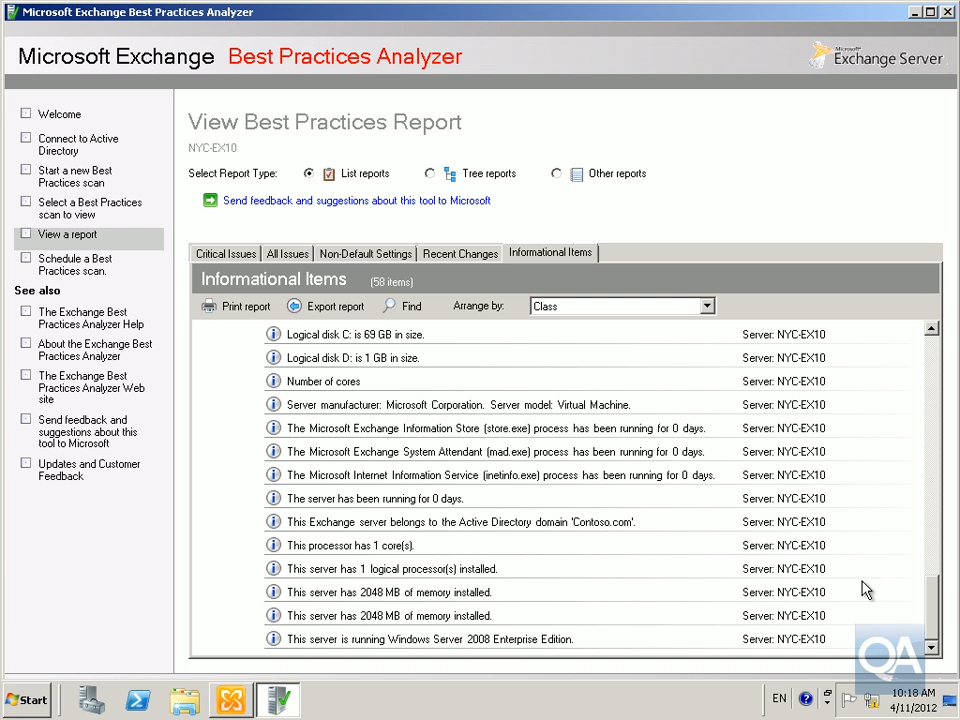 Microsoft Exchange Best Practices Analyzer
Microsoft Exchange Best Practices Analyzer
Microsoft
Exchange Server
Welcome
Connect to Active
Directory
Start a new Best
Practices scan
Select a Best Practices
scan to view
View a report
Schedule a Best
Practices scan.
See also
The Exchange Best
Practices Analyzer Help
About the Exchange Best
Practices Analyzer
The Exchange Best
Practices Analyzer Web
site
Send feedback and
suggestions about this
tool to Microsoft
Updates and Customer
Feedback
View Best Practices Report
NYC-EX10
Select Report Type: List reports Tree reports Other reports
Send feedback and suggestions about this tool to Microsoft
Critical Issues All Issues Non-Default Settings Recent Changes Informational Items
Informational Items (58 items)
Print report Export report Find Arrange by: Class
Logical disk C: is 69 GB in size. Server: NYC-EX10
Logical disk D: is 1 GB in size. Server: NYC-EX10
Number of cores Server: NYC-EX10
Server manufacturer: Microsoft Corporation. Server model: Virtual Machine. Server: NYC-EX10
The Microsoft Exchange Information Store (store.exe) process has been running for 0 days. Server: NYC-EX10
The Microsoft Exchange System Attendant (mad.exe) process has been running for 0 days. Server: NYC-EX10
The Microsoft Internet Information Service (inetinfo.exe) process has been running for 0 days. Server: NYC-EX10
The server has been running for 0 days. Server: NYC-EX10
This Exchange server belongs to the Active Directory domain 'Contoso.com'. Server: NYC-EX10
This processor has 1 core(s). Server: NYC-EX10
This server has 1 logical processor(s) installed. Server: NYC-EX10
This server has 2048 MB of memory installed. Server: NYC-EX10
This server has 2048 MB of memory installed. Server: NYC-EX10
This server is running Windows Server 2008 Enterprise Edition. Server: NYC-EX10
QA
Start
EN
10:18 AM
4/11/2012